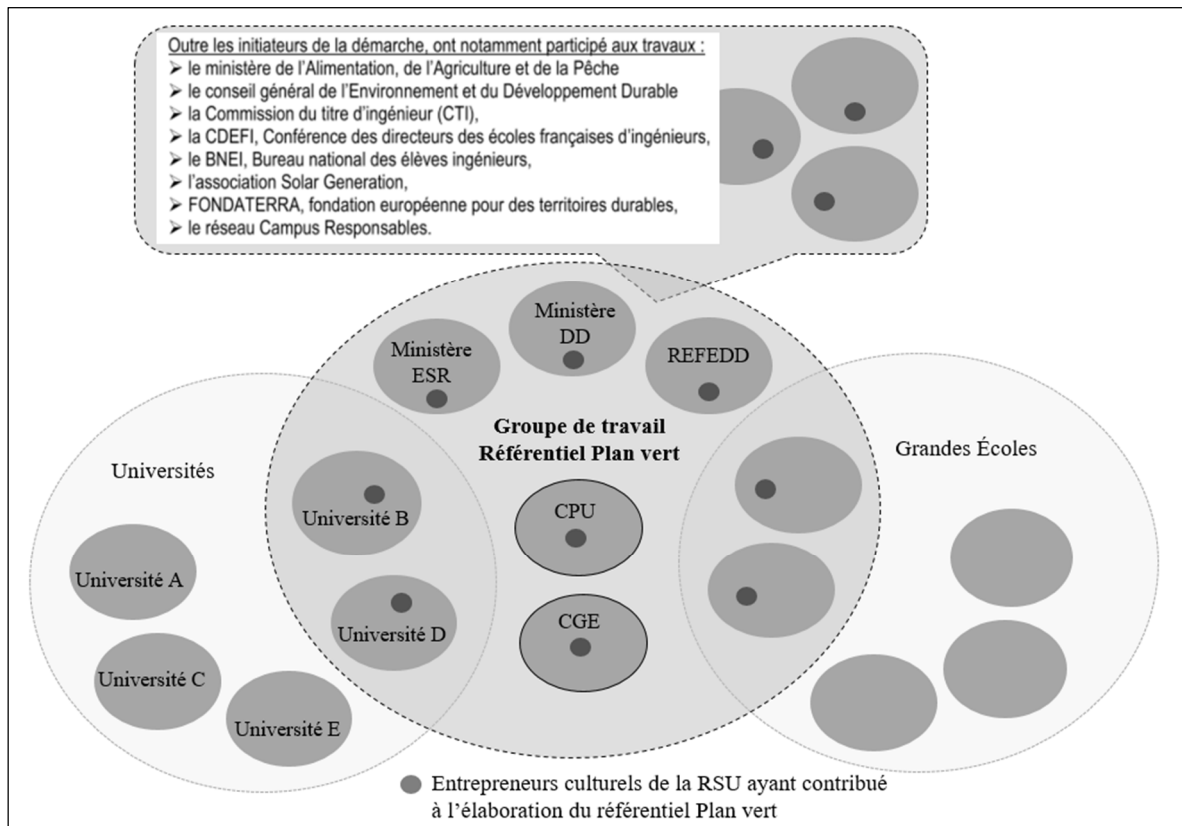 Outre les initiateurs de la démarche, ont notamment participé aux travaux :
➢ le ministère de l'Alimentation, de l'Agriculture et de la Pêche
➢ le conseil général de l'Environnement et du Développement Durable
➢ la Commission du titre d'ingénieur (CTI),
➢ la CDEFI, Conférence des directeurs des écoles françaises d'ingénieurs,
➢ le BNEI, Bureau national des élèves ingénieurs,
➢ l'association Solar Generation,
➢ FONDATERRA, fondation européenne pour des territoires durables,
➢ le réseau Campus Responsables.
Ministère
DD
Ministère
ESR
REFEDD
Groupe de travail
Référentiel Plan vert
Universités
Grandes Écoles
Université B
CPU
Université A
Université D
CGE
Université C
Université E
Entrepreneurs culturels de la RSU ayant contribué
à l'élaboration du référentiel Plan vert